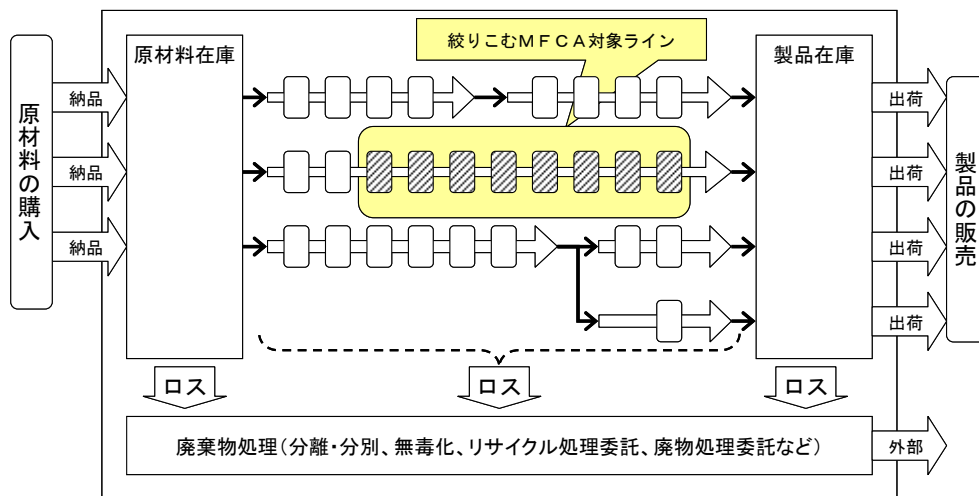 絞りこむＭＦＣＡ対象ライン
原材料の購入
納品
納品
納品
原材料在庫
製品在庫
出荷
出荷
出荷
出荷
製品の販売
ロス
ロス
ロス
廃棄物処理（分離・分別、無毒化、リサイクル処理委託、廃物処理委託など）
外部